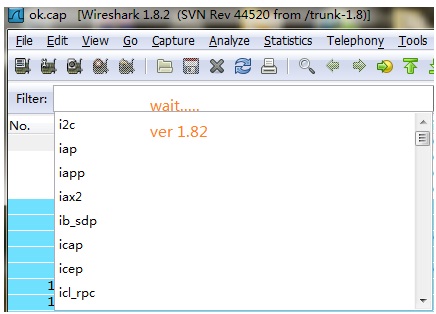 ok.cap [Wireshark 1.8.2 (SVN Rev 44520 from /trunk-1.8)]
File Edit View Go Capture Analyze Statistics Telephony Tools
Filter:
wait.....
No.
i2c
ver 1.82
iap
iapp
iax2
ib_sdp
icap
icep
1
icl_rpc
1